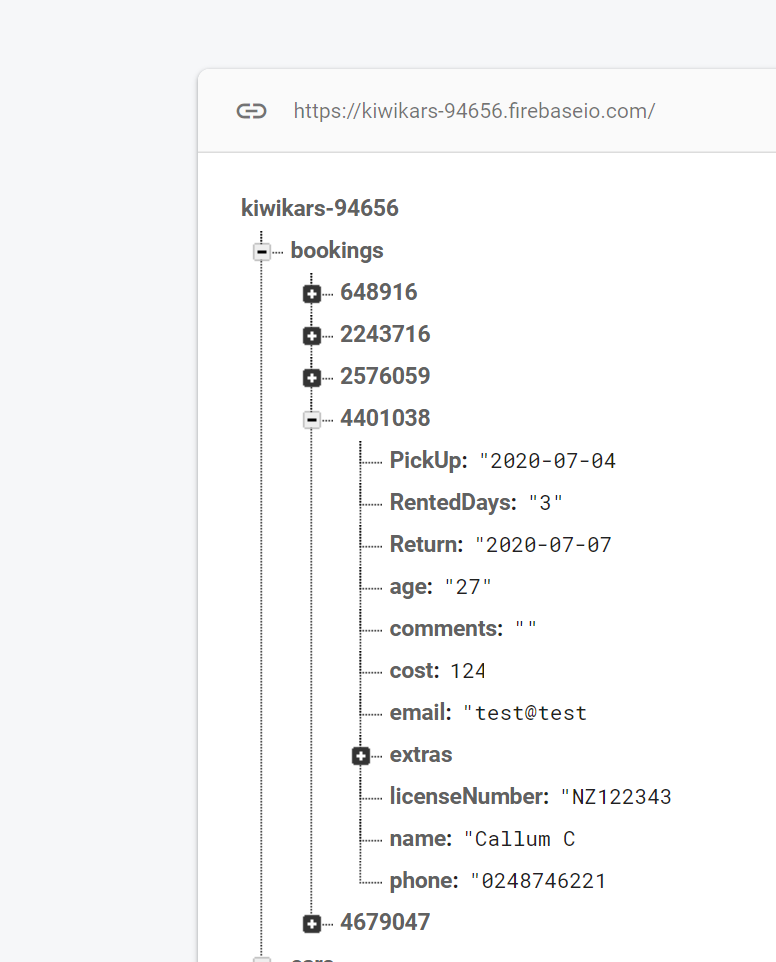 https://kiwikars-94656.firebaseio.com/
kiwikars-94656
bookings
648916
2243716
2576059
4401038
PickUp: "2020-07-04
RentedDays: "3"
Return: "2020-07-07
age: "27"
comments: ""
cost: 124
email: "test@test
extras
licenseNumber: "NZ122343
name: "Callum C
phone: "0248746221
4679047